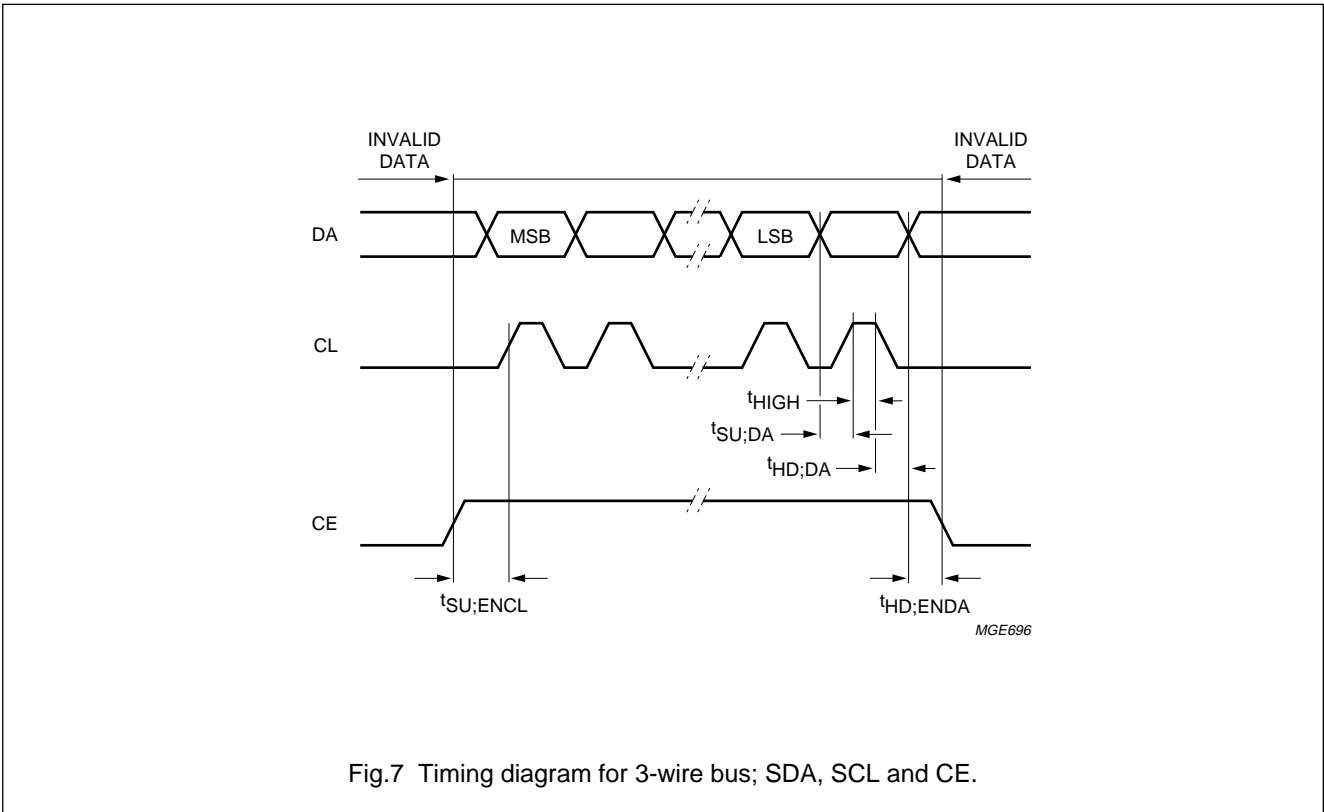 INVALID
DATA
INVALID
DATA
DA
MSB
LSB
CL
tHIGH
tSU;DA
tHD;DA
CE
tSU;ENCL
tHD;ENDA
MGE696
Fig.7 Timing diagram for 3-wire bus; SDA, SCL and CE.